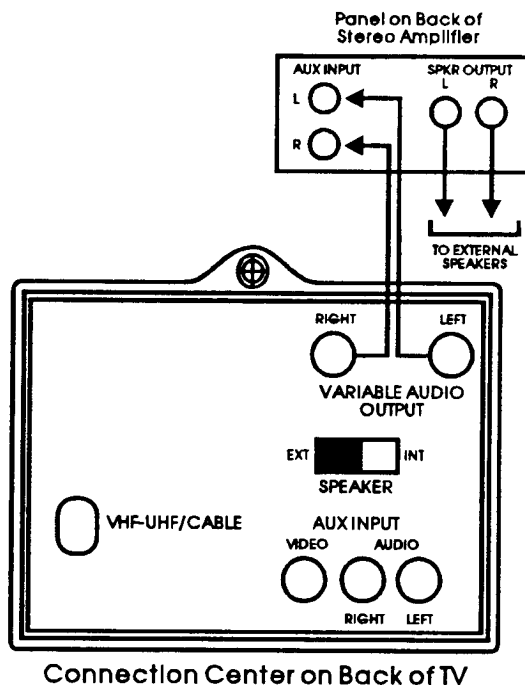 Panel on Back of
Stereo Amplifier
AUX INPUT
SPKR OUTPUT
L R
L
R
TO EXTERNAL
SPEAKERS
RIGHT LEFT
VARIABLE AUDIO
OUTPUT
EXT INT
SPEAKER
VHF-UHF/CABLE
AUX INPUT
VIDEO AUDIO
RIGHT LEFT
Connection Center on Back of TV